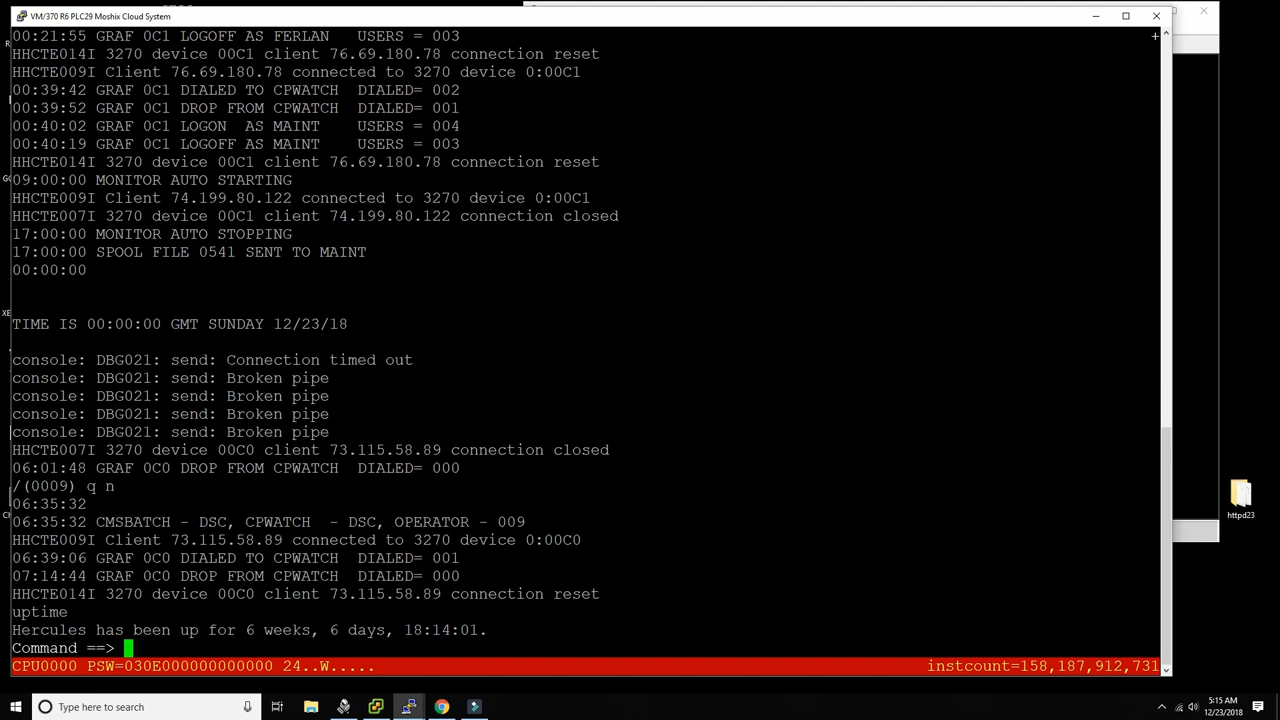 VM/370 R6 PLC29 Moshix Cloud System
00:21:55 GRAF 0C1 LOGOFF AS FERLAN   USERS = 003
HHCTE014I 3270 device 00C1 client 76.69.180.78 connection reset
HHCTE009I Client 76.69.180.78 connected to 3270 device 0:00C1
00:39:42 GRAF 0C1 DIALED TO CPWATCH  DIALED= 002
00:39:52 GRAF 0C1 DROP FROM CPWATCH  DIALED= 001
00:40:02 GRAF 0C1 LOGON  AS MAINT    USERS = 004
00:40:19 GRAF 0C1 LOGOFF AS MAINT    USERS = 003
HHCTE014I 3270 device 00C1 client 76.69.180.78 connection reset
09:00:00 MONITOR AUTO STARTING
HHCTE009I Client 74.199.80.122 connected to 3270 device 0:00C1
HHCTE007I 3270 device 00C1 client 74.199.80.122 connection closed
17:00:00 MONITOR AUTO STOPPING
17:00:00 SPOOL FILE 0541 SENT TO MAINT
00:00:00
TIME IS 00:00:00 GMT SUNDAY 12/23/18
console: DBG021: send: Connection timed out
console: DBG021: send: Broken pipe
console: DBG021: send: Broken pipe
console: DBG021: send: Broken pipe
console: DBG021: send: Broken pipe
HHCTE007I 3270 device 00C0 client 73.115.58.89 connection closed
06:01:48 GRAF 0C0 DROP FROM CPWATCH  DIALED= 000
/(0009) q n
06:35:32
06:35:32 CMSBATCH - DSC, CPWATCH  - DSC, OPERATOR - 009
HHCTE009I Client 73.115.58.89 connected to 3270 device 0:00C0
06:39:06 GRAF 0C0 DIALED TO CPWATCH  DIALED= 001
07:14:44 GRAF 0C0 DROP FROM CPWATCH  DIALED= 000
HHCTE014I 3270 device 00C0 client 73.115.58.89 connection reset
uptime
Hercules has been up for 6 weeks, 6 days, 18:14:01.
Command ==>
CPU0000 PSW=030E000000000000 24..W..... instcount=158,187,912,731
httpd23
Type here to search
5:15 AM
12/23/2018